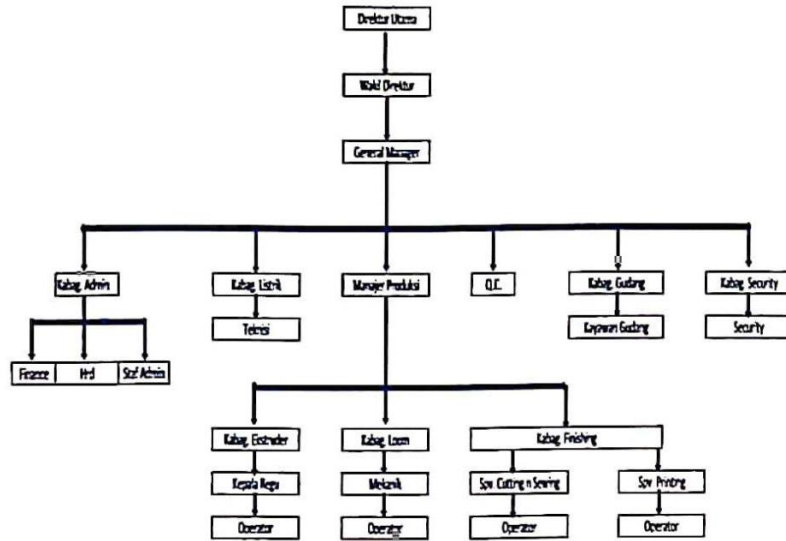 Direktur Utama
Wakil Direktur
General Manager
Kabag. Admin
Kabag. Listrik
Manajer Produksi
Q.C.
Kabag. Gudang
Kabag. Security
Teknisi
Kayawan Gudang
Security
Finance
Hrd
Staf Admin
Kabag. Ekstruder
Kabag. Loom
Kabag. Finishing
Kepala Regu
Mekanik
Spv. Cutting n Sewing
Spv. Printing
Operator
Operator
Operator
Operator